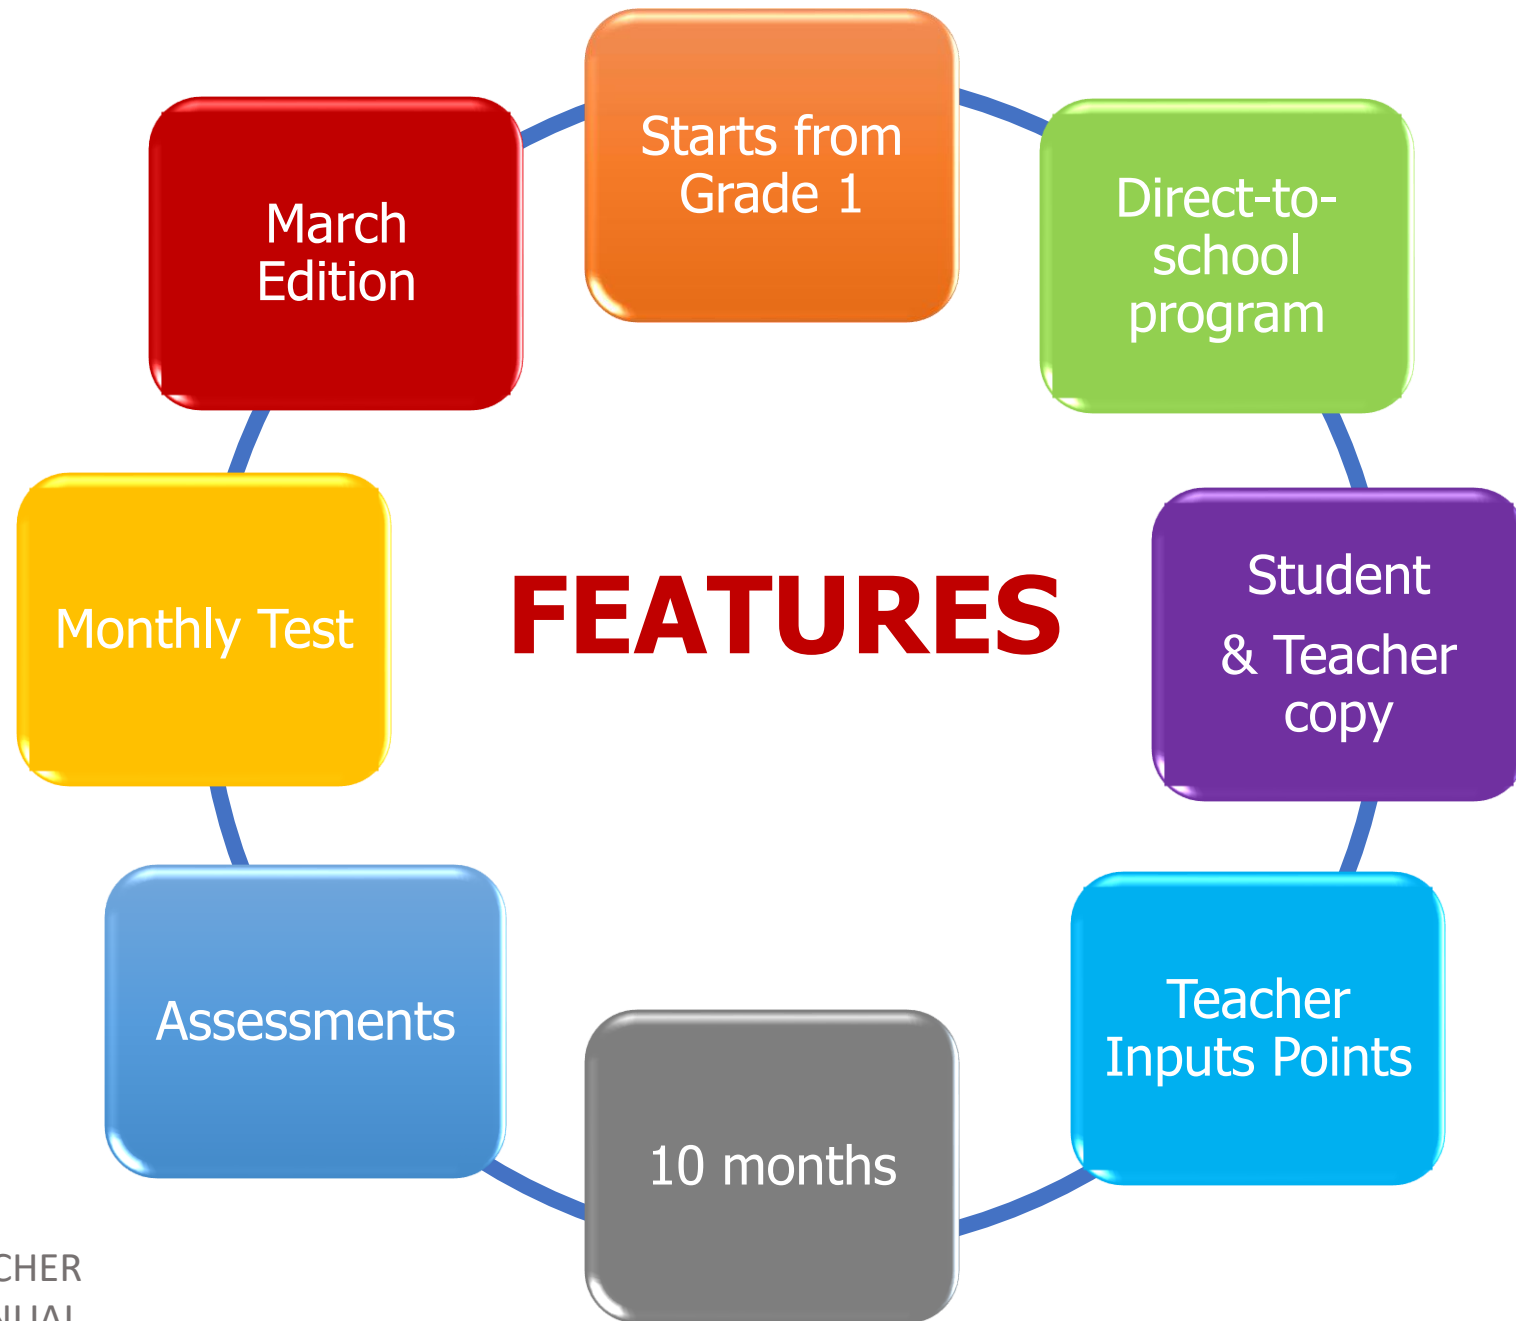 Starts from
Grade 1
Direct-to-
school
program
Student
& Teacher
copy
Teacher
Inputs Points
10 months
Assessments
Monthly Test
March
Edition
FEATURES
CHER
NUAL